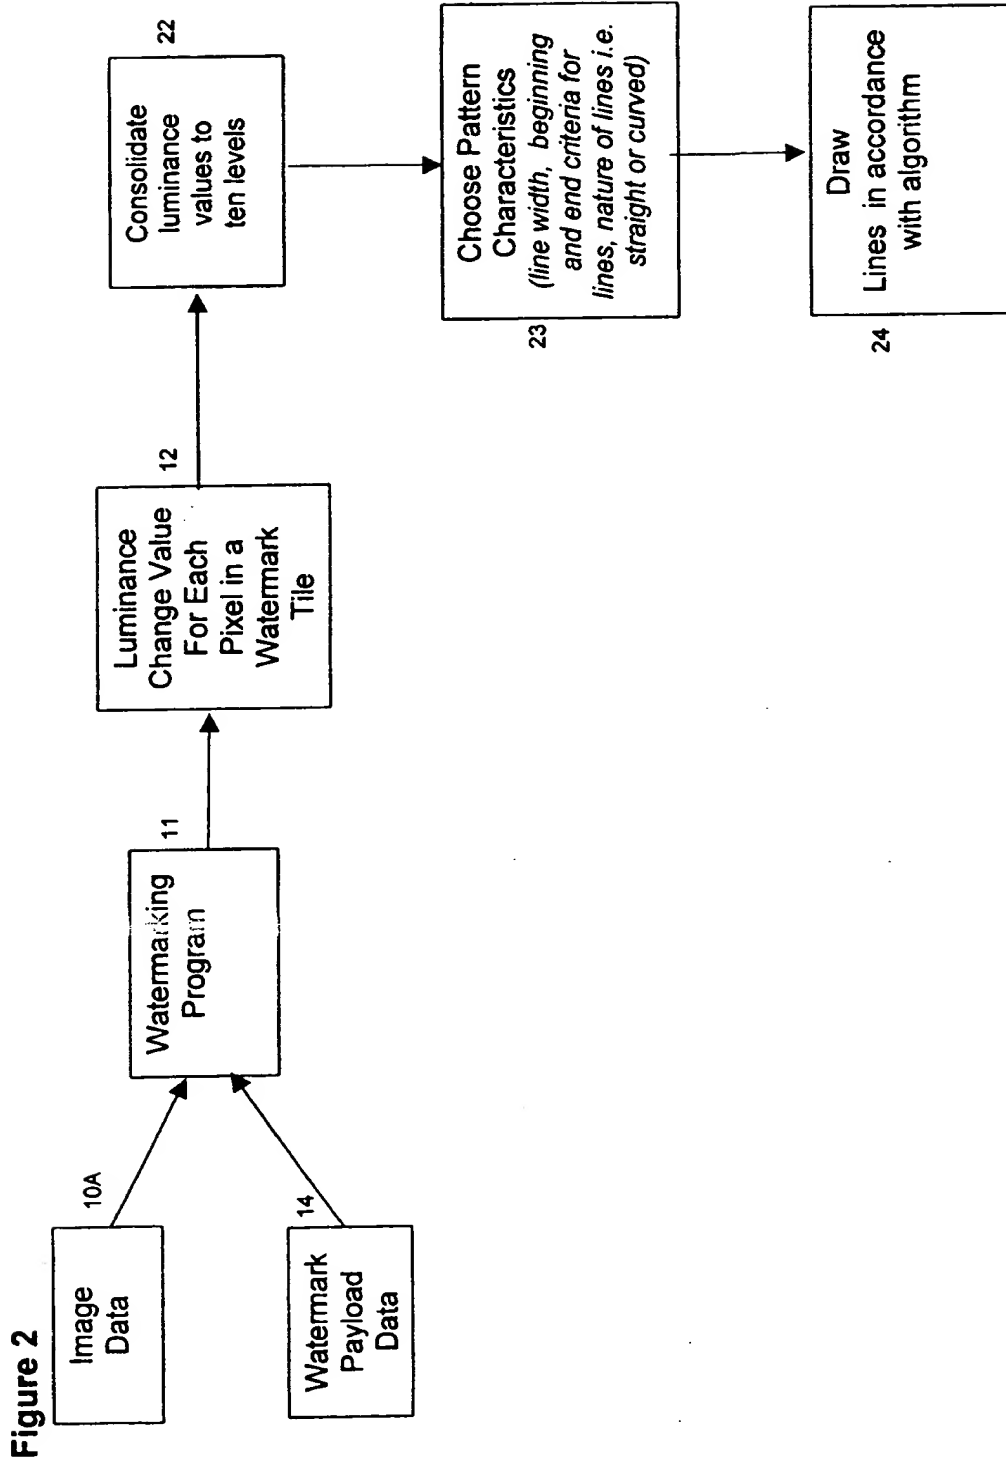 Figure 2
Image
Data
10A
Watermark
Payload
Data
14
Watermarking
Program
11
Luminance
Change Value
For Each
Pixel in a
Watermark
Tile
12
Consolidate
luminance
values to
ten levels
22
Choose Pattern
Characteristics
(line width, beginning
and end criteria for
lines, nature of lines i.e.
straight or curved)
23
Draw
Lines in accordance
with algorithm
24